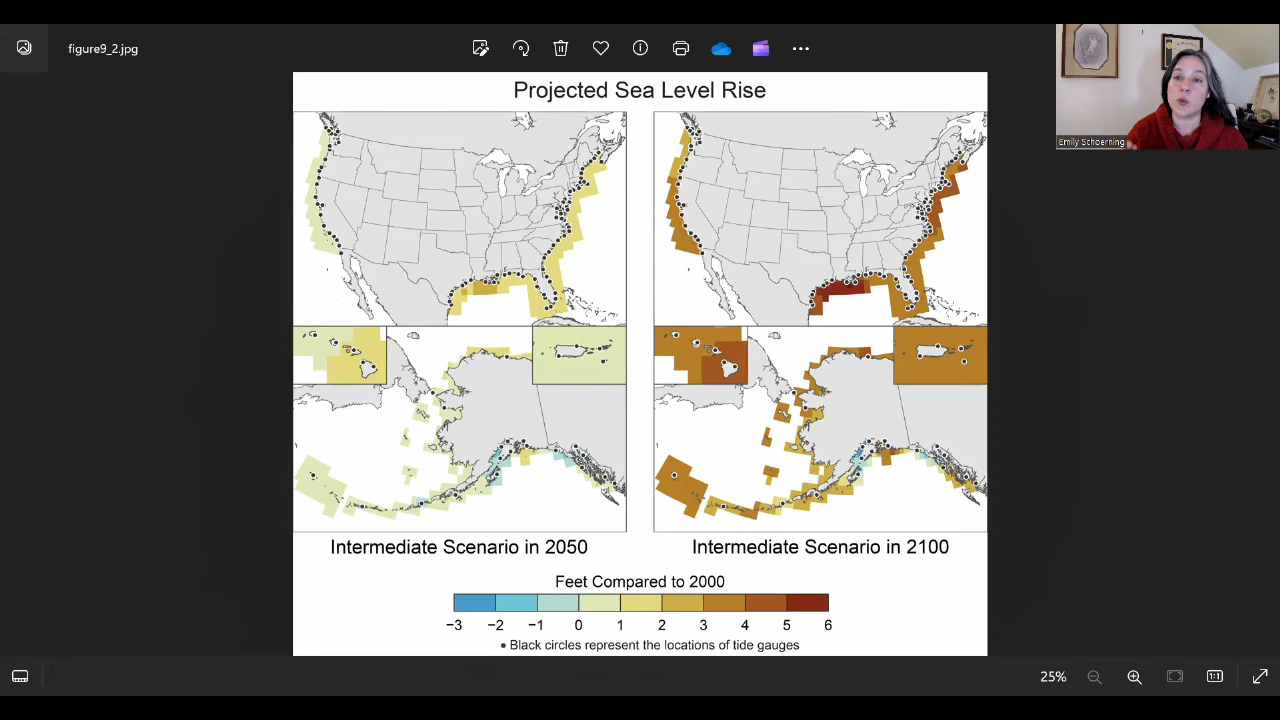 figure9_2.jpg
Emily Schoerning
Projected Sea Level Rise
Intermediate Scenario in 2050
Intermediate Scenario in 2100
Feet Compared to 2000
−3 −2 −1 0 1 2 3 4 5 6
• Black circles represent the locations of tide gauges
25%
1:1